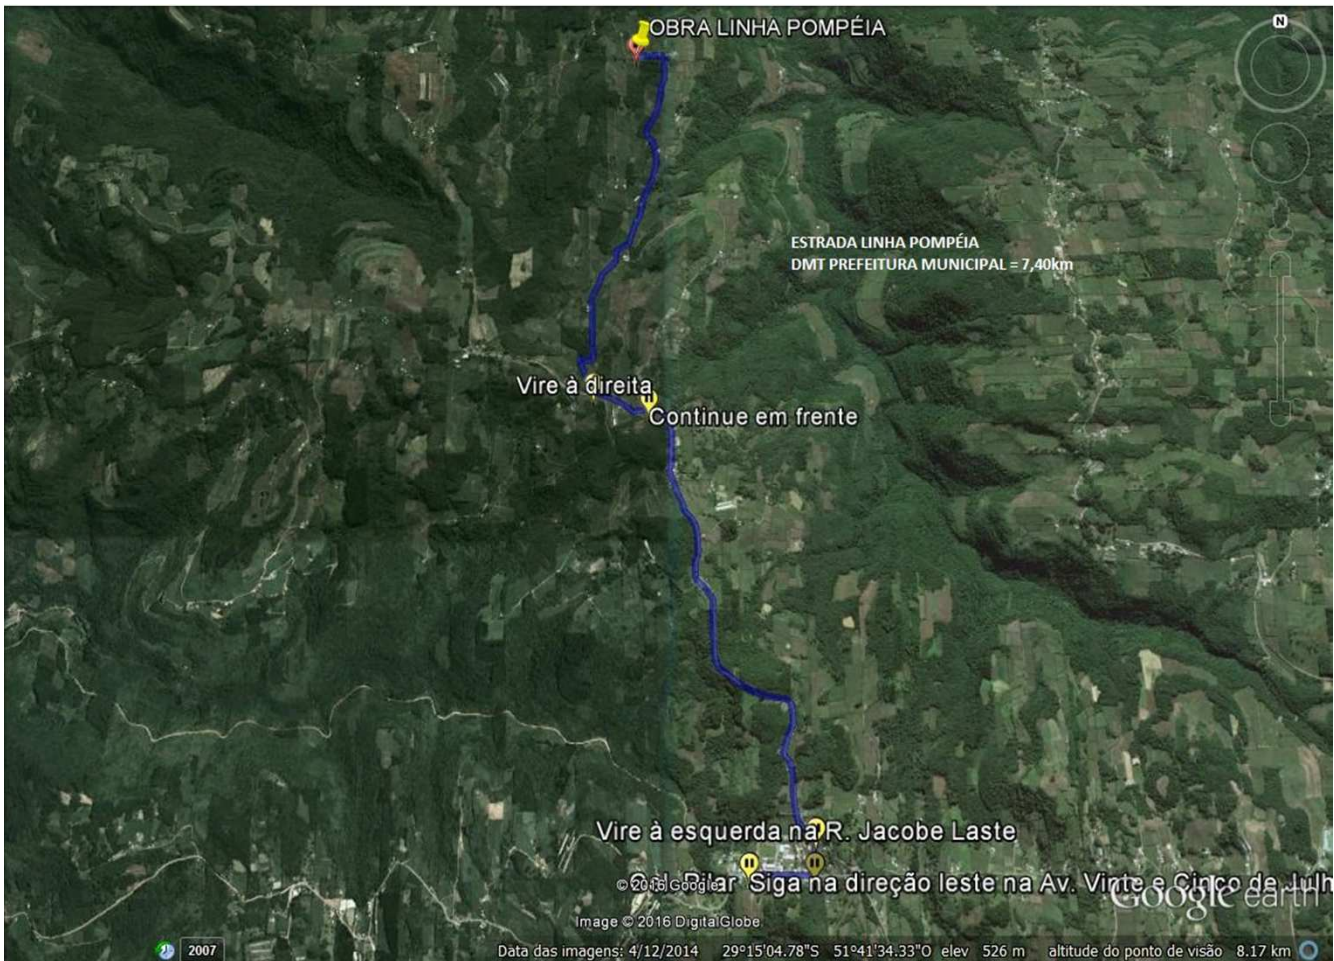 OBRA LINHA POMPÉIA
N
ESTRADA LINHA POMPÉIA
DMT PREFEITURA MUNICIPAL = 7,40km
Vire à direita
Continue em frente
Vire à esquerda na R. Jacobe Laste
Pilar Siga na direção leste na Av. Vinte e Cinco de Julh
© 2016 Google
Google earth
Image © 2016 DigitalGlobe
2007
Data das imagens: 4/12/2014 29°15'04.78"S 51°41'34.33"O elev 526 m altitude do ponto de visão 8.17 km